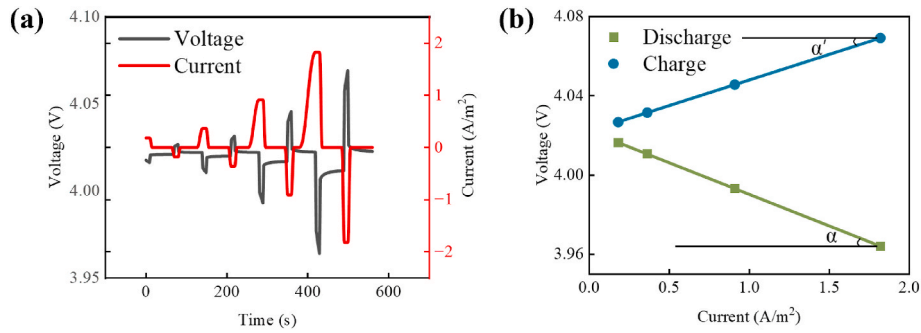 (a)
4.10
4.05
4.00
3.95
Voltage (V)
Voltage
Current
2
1
0
−1
−2
Current (A/m²)
0
200
400
600
Time (s)
(b)
4.08
4.04
4.00
3.96
Voltage (V)
Discharge
Charge
α′
α
0.0
0.5
1.0
1.5
2.0
Current (A/m²)